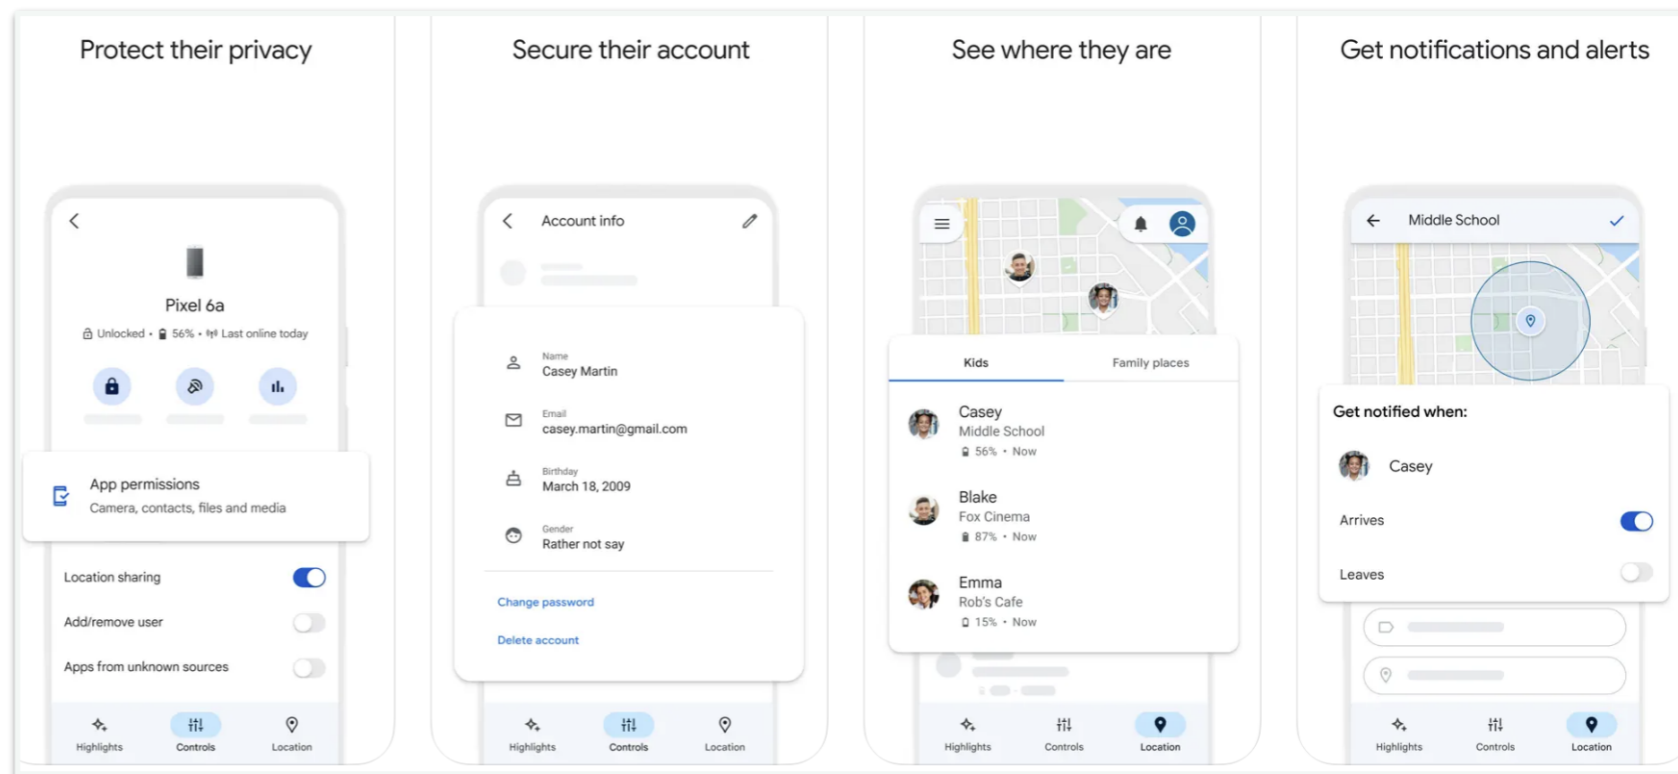 Protect their privacy
Pixel 6a
Unlocked • 56% • Last online today
App permissions
Camera, contacts, files and media
Location sharing
Add/remove user
Apps from unknown sources
Highlights
Controls
Location
Secure their account
Account info
Name
Casey Martin
Email
casey.martin@gmail.com
Birthday
March 18, 2009
Gender
Rather not say
Change password
Delete account
Highlights
Controls
Location
See where they are
Kids
Family places
Casey
Middle School
56% • Now
Blake
Fox Cinema
87% • Now
Emma
Rob's Cafe
15% • Now
Highlights
Controls
Location
Get notifications and alerts
Middle School
Get notified when:
Casey
Arrives
Leaves
Highlights
Controls
Location